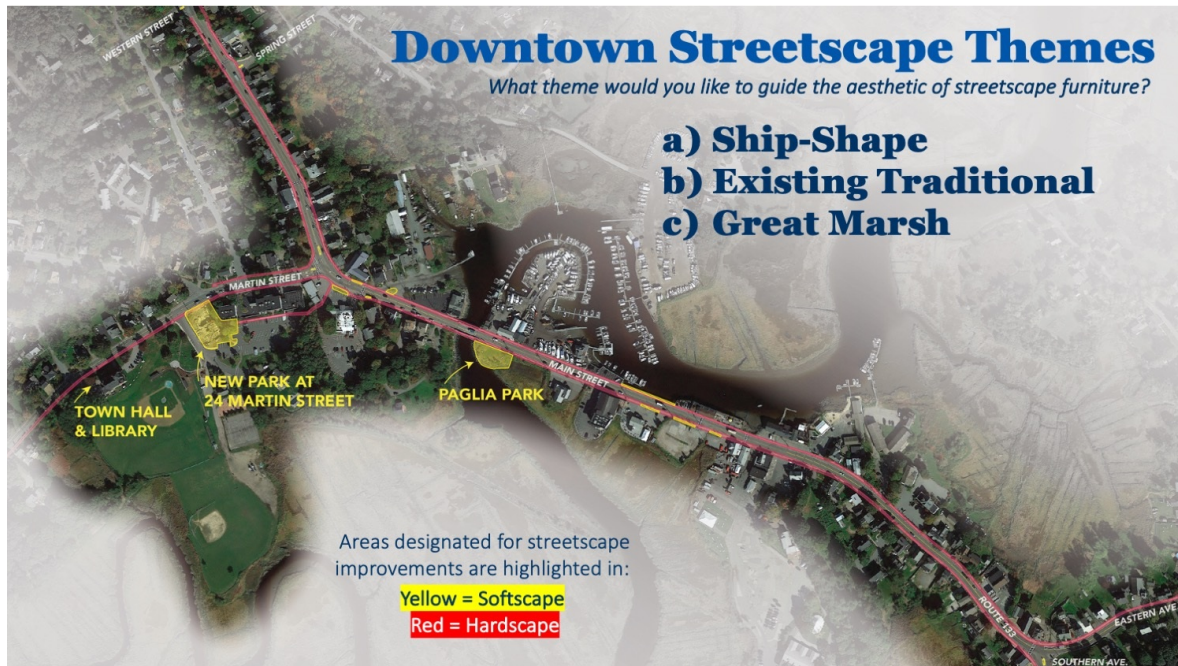 WESTERN STREET
SPRING STREET
Downtown Streetscape Themes
What theme would you like to guide the aesthetic of streetscape furniture?
a) Ship-Shape
b) Existing Traditional
c) Great Marsh
MARTIN STREET
NEW PARK AT
24 MARTIN STREET
TOWN HALL
& LIBRARY
PAGLIA PARK
MAIN STREET
Areas designated for streetscape
improvements are highlighted in:
Yellow = Softscape
Red = Hardscape
ROUTE 133
EASTERN AVE.
SOUTHERN AVE.